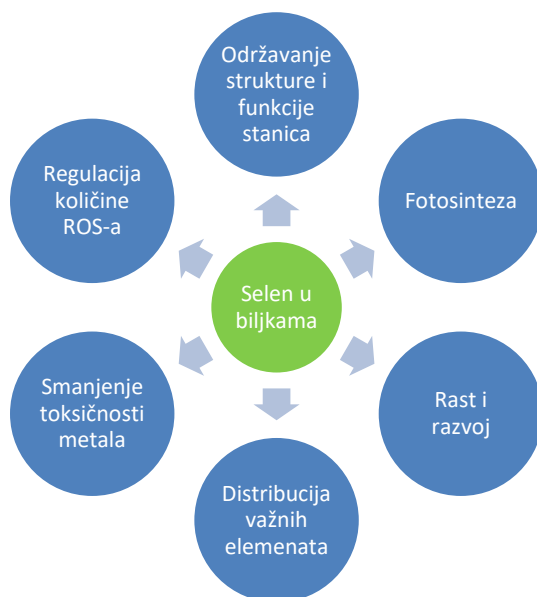 Održavanje
strukture i
funkcije
stanica
Fotosinteza
Rast i
razvoj
Distribucija
važnih
elemenata
Smanjenje
toksičnosti
metala
Regulacija
količine
ROS-a
Selen u
biljkama